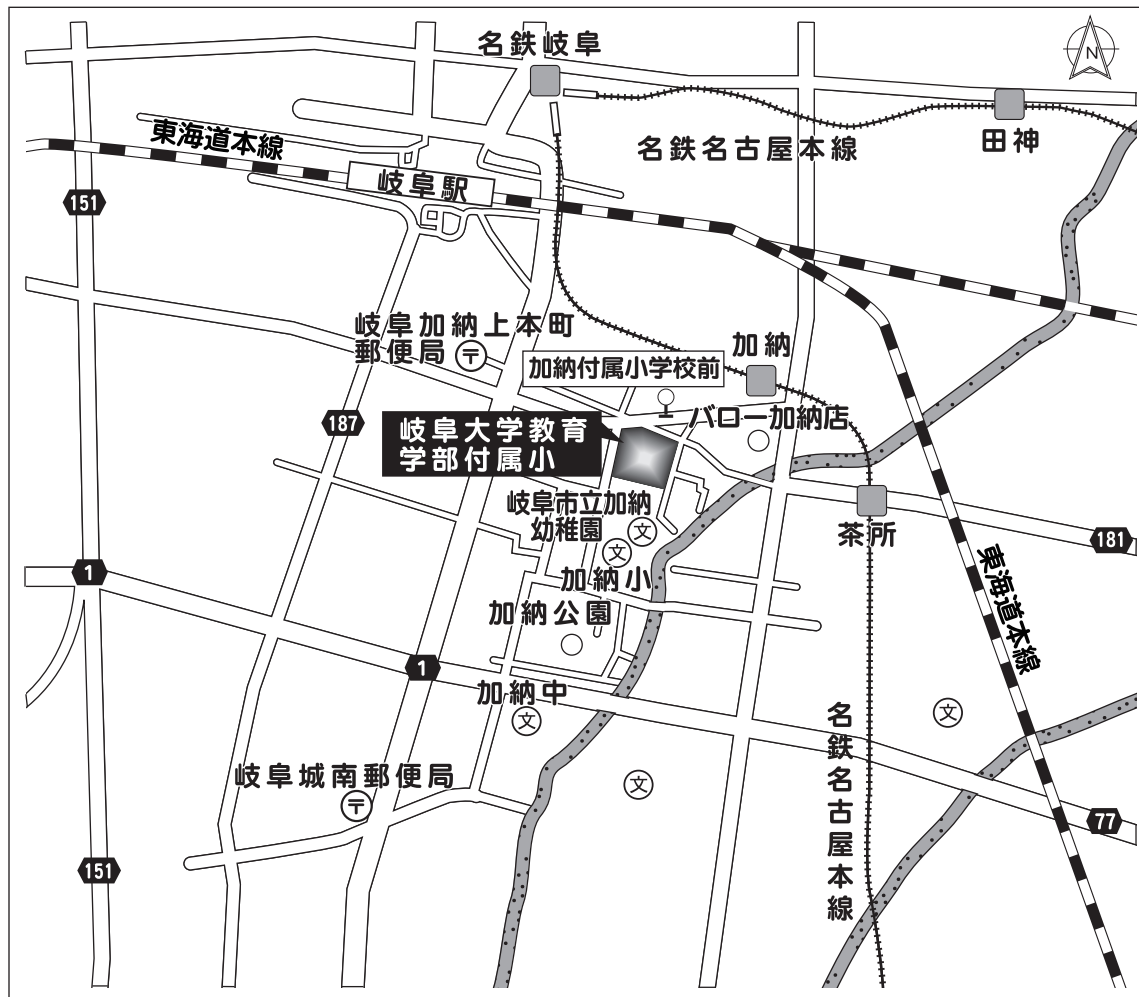 名鉄岐阜
N
東海道本線
名鉄名古屋本線
田神
岐阜駅
151
岐阜加納上本町
郵便局
〒
加納付属小学校前
加納
187
バロー加納店
岐阜大学教育
学部付属小
岐阜市立加納
幼稚園
文
文
茶所
181
1
加納小
東海道本線
加納公園
1
加納中
文
文
名鉄名古屋本線
岐阜城南郵便局
〒
文
77
151